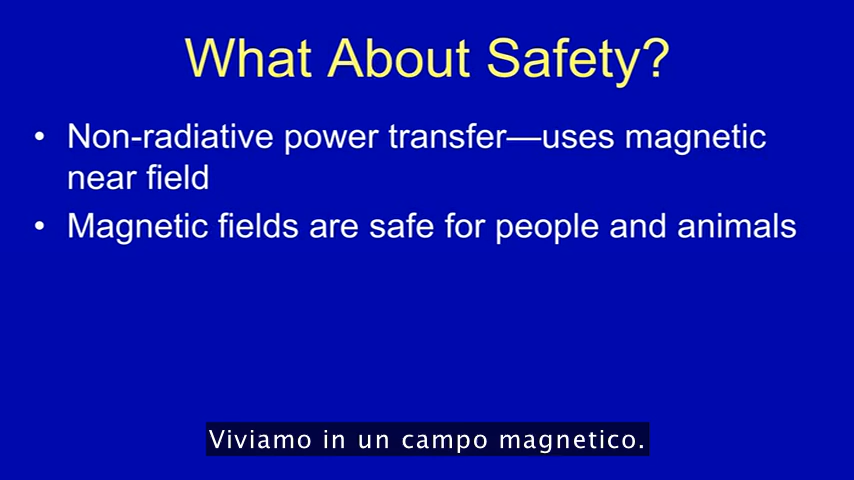 What About Safety?
• Non-radiative power transfer—uses magnetic
near field
• Magnetic fields are safe for people and animals
Viviamo in un campo magnetico.